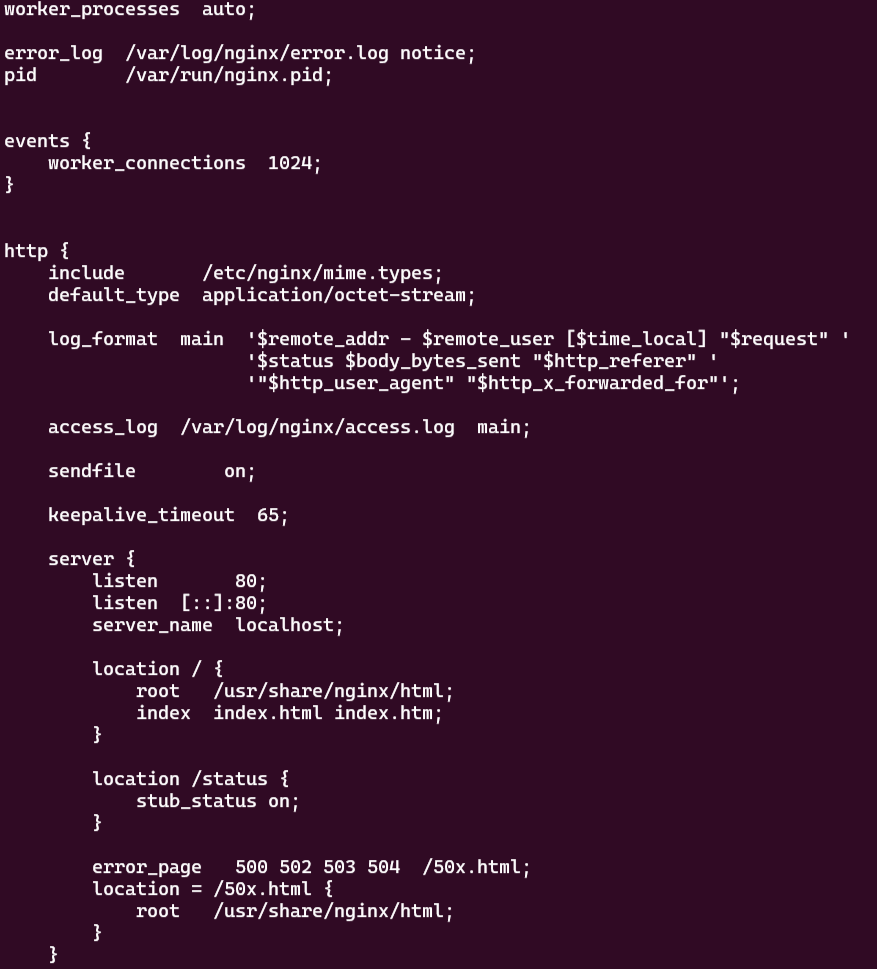 worker_processes  auto;

error_log  /var/log/nginx/error.log notice;
pid        /var/run/nginx.pid;


events {
    worker_connections  1024;
}


http {
    include       /etc/nginx/mime.types;
    default_type  application/octet-stream;

    log_format  main  '$remote_addr - $remote_user [$time_local] "$request" '
                      '$status $body_bytes_sent "$http_referer" '
                      '"$http_user_agent" "$http_x_forwarded_for"';

    access_log  /var/log/nginx/access.log  main;

    sendfile        on;

    keepalive_timeout  65;

    server {
        listen       80;
        listen  [::]:80;
        server_name  localhost;

        location / {
            root   /usr/share/nginx/html;
            index  index.html index.htm;
        }

        location /status {
            stub_status on;
        }

        error_page   500 502 503 504  /50x.html;
        location = /50x.html {
            root   /usr/share/nginx/html;
        }
    }